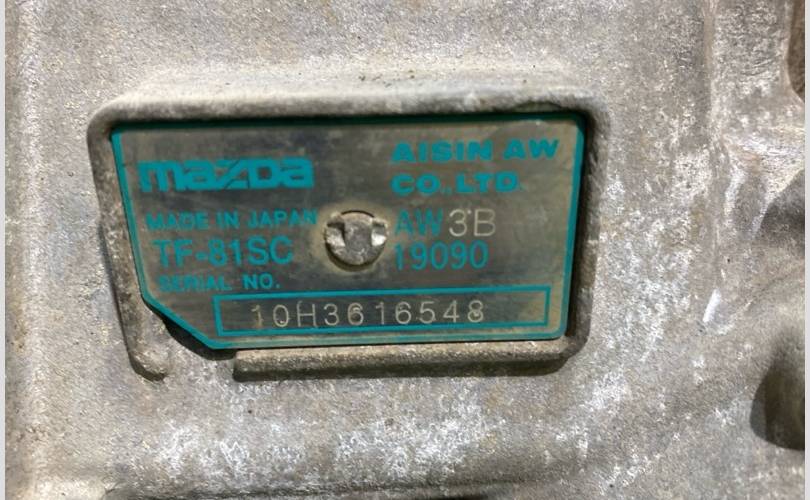 mazda
AISIN AW
CO.,LTD.
MADE IN JAPAN
AW3B
TF-81SC
19090
SERIAL NO.
10H3616548